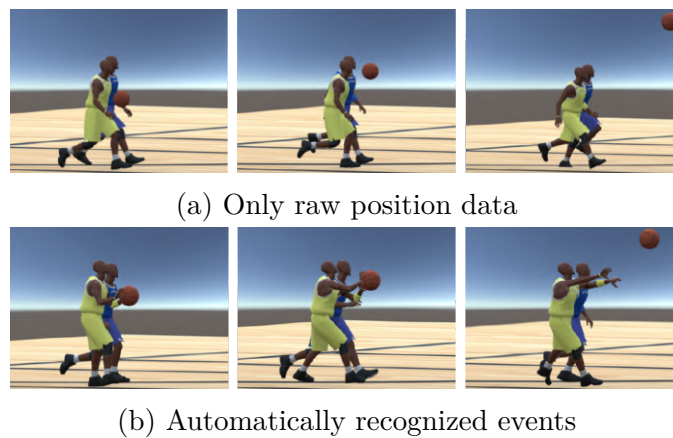 (a) Only raw position data
(b) Automatically recognized events